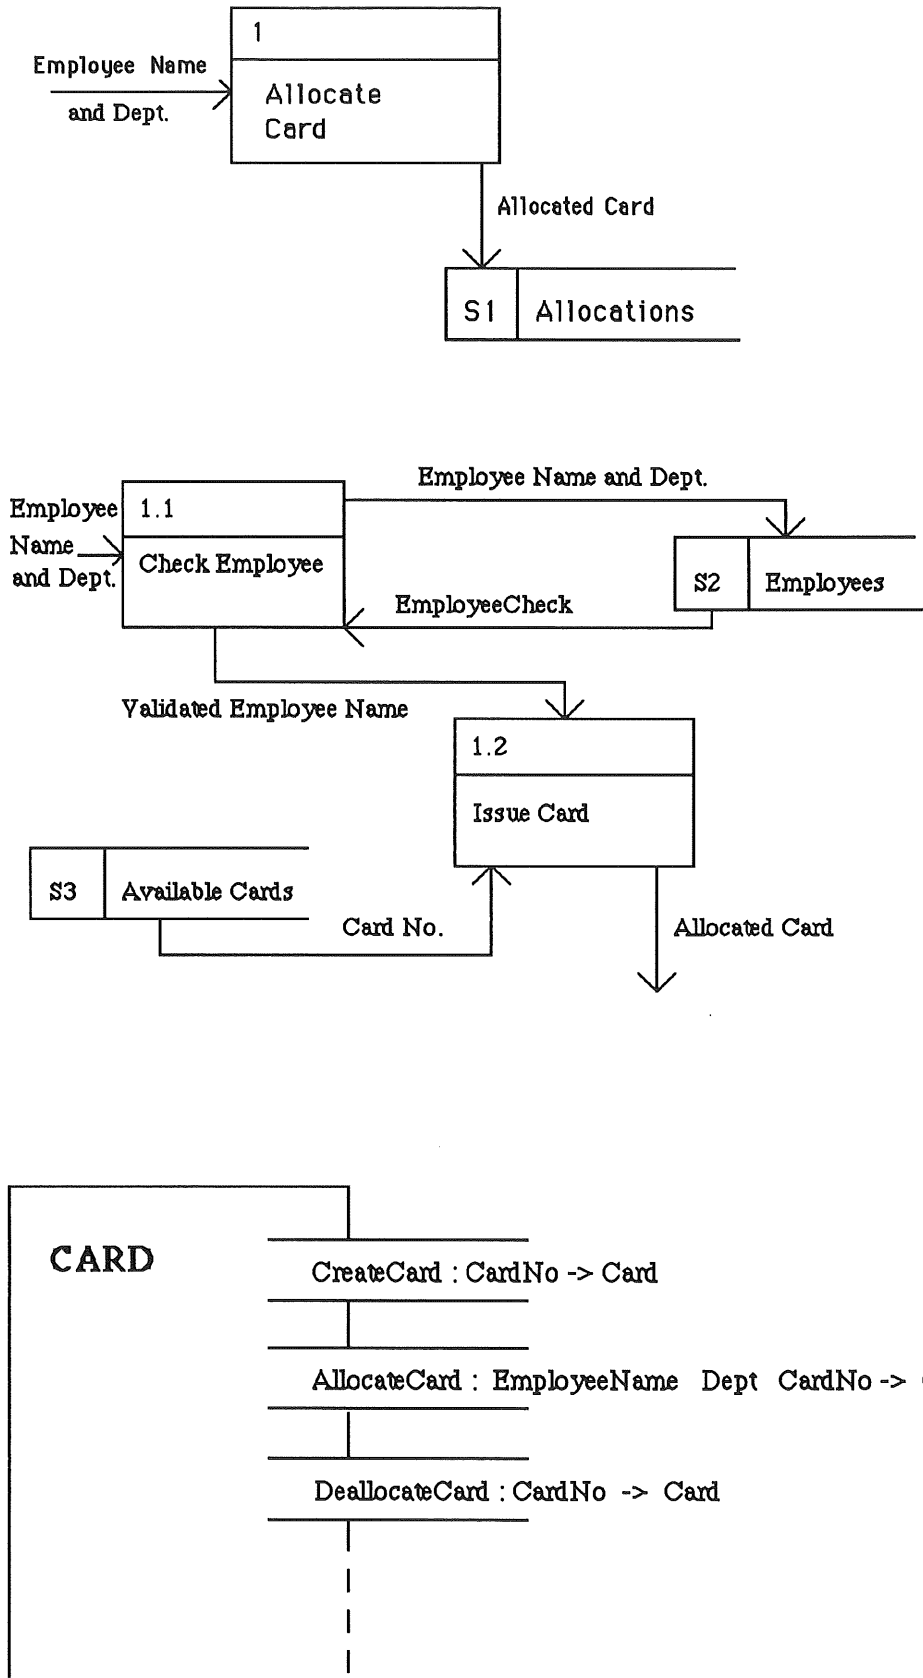 1
Employee Name
and Dept.
Allocate
Card
Allocated Card
S1 Allocations
Employee Name and Dept.
Employee
Name
and Dept.
1.1
Check Employee
S2 Employees
EmployeeCheck
Validated Employee Name
1.2
Issue Card
S3 Available Cards
Card No.
Allocated Card
CARD
CreateCard : CardNo -> Card
AllocateCard : EmployeeName Dept CardNo ->
DeallocateCard : CardNo -> Card